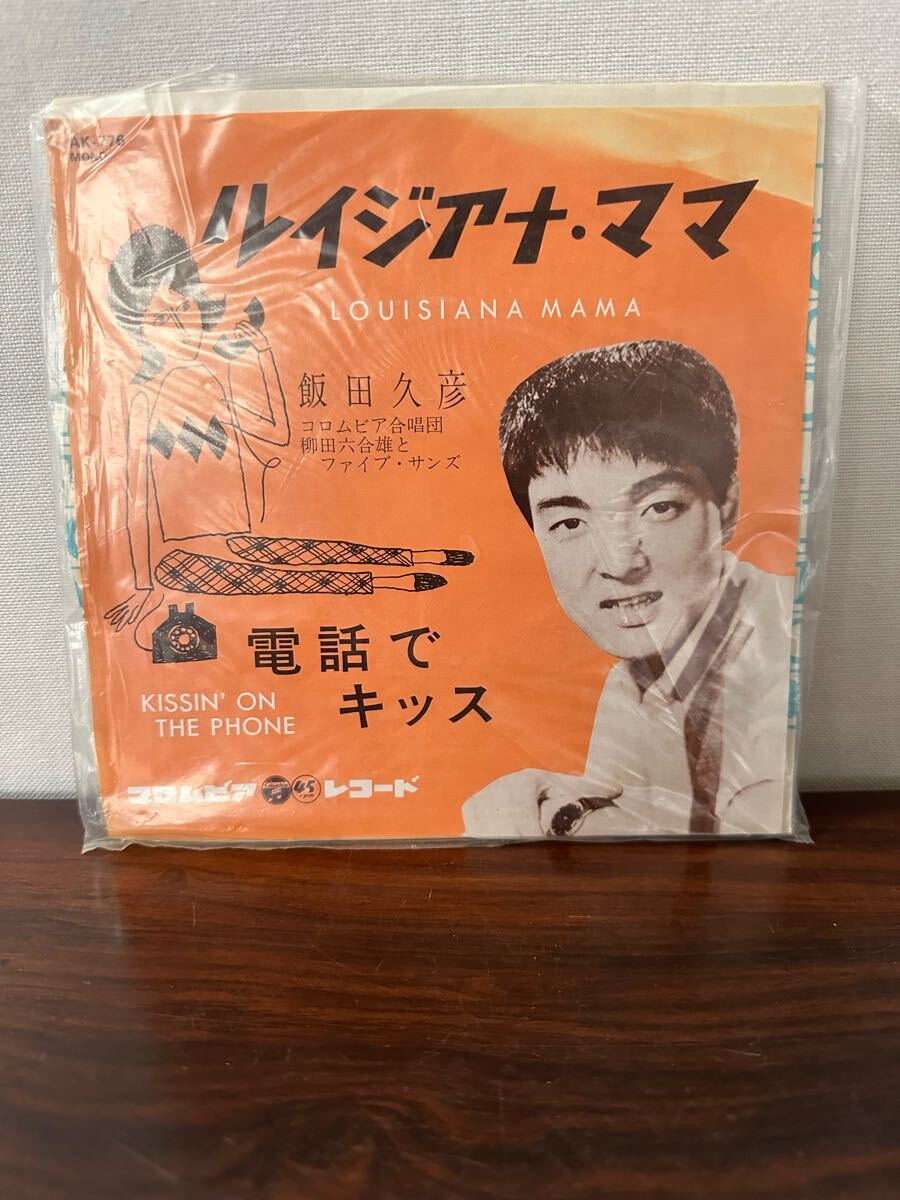 AK-776
MONO
ルイジアナ・ママ
LOUISIANA MAMA
飯田久彦
コロムビア合唱団
柳田六合雄と
ファイブ・サンズ
電話で
キッス
KISSIN' ON
THE PHONE
コロムビア Columbia 45 レコード